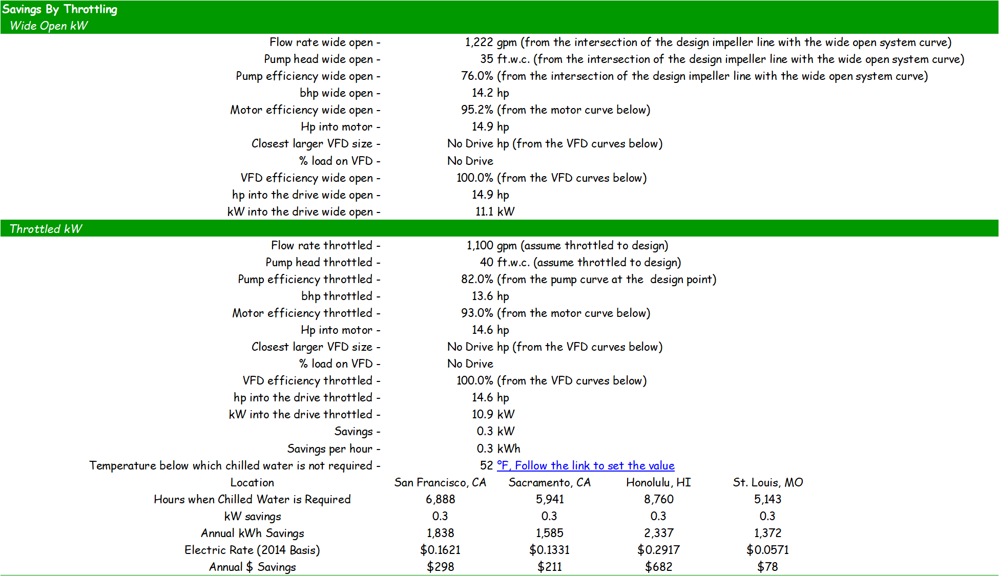 Savings By Throttling
Wide Open kW
Flow rate wide open - 1,222 gpm (from the intersection of the design impeller line with the wide open system curve)
Pump head wide open - 35 ft.w.c. (from the intersection of the design impeller line with the wide open system curve)
Pump efficiency wide open - 76.0% (from the intersection of the design impeller line with the wide open system curve)
bhp wide open - 14.2 hp
Motor efficiency wide open - 95.2% (from the motor curve below)
Hp into motor - 14.9 hp
Closest larger VFD size - No Drive hp (from the VFD curves below)
% load on VFD - No Drive
VFD efficiency wide open - 100.0% (from the VFD curves below)
hp into the drive wide open - 14.9 hp
kW into the drive wide open - 11.1 kW
Throttled kW
Flow rate throttled - 1,100 gpm (assume throttled to design)
Pump head throttled - 40 ft.w.c. (assume throttled to design)
Pump efficiency throttled - 82.0% (from the pump curve at the  design point)
bhp throttled - 13.6 hp
Motor efficiency throttled - 93.0% (from the motor curve below)
Hp into motor - 14.6 hp
Closest larger VFD size - No Drive hp (from the VFD curves below)
% load on VFD - No Drive
VFD efficiency throttled - 100.0% (from the VFD curves below)
hp into the drive throttled - 14.6 hp
kW into the drive throttled - 10.9 kW
Savings - 0.3 kW
Savings per hour - 0.3 kWh
Temperature below which chilled water is not required - 52 °F, Follow the link to set the value
Location San Francisco, CA Sacramento, CA Honolulu, HI St. Louis, MO
Hours when Chilled Water is Required 6,888 5,941 8,760 5,143
kW savings 0.3 0.3 0.3 0.3
Annual kWh Savings 1,838 1,585 2,337 1,372
Electric Rate (2014 Basis) $0.1621 $0.1331 $0.2917 $0.0571
Annual $ Savings $298 $211 $682 $78